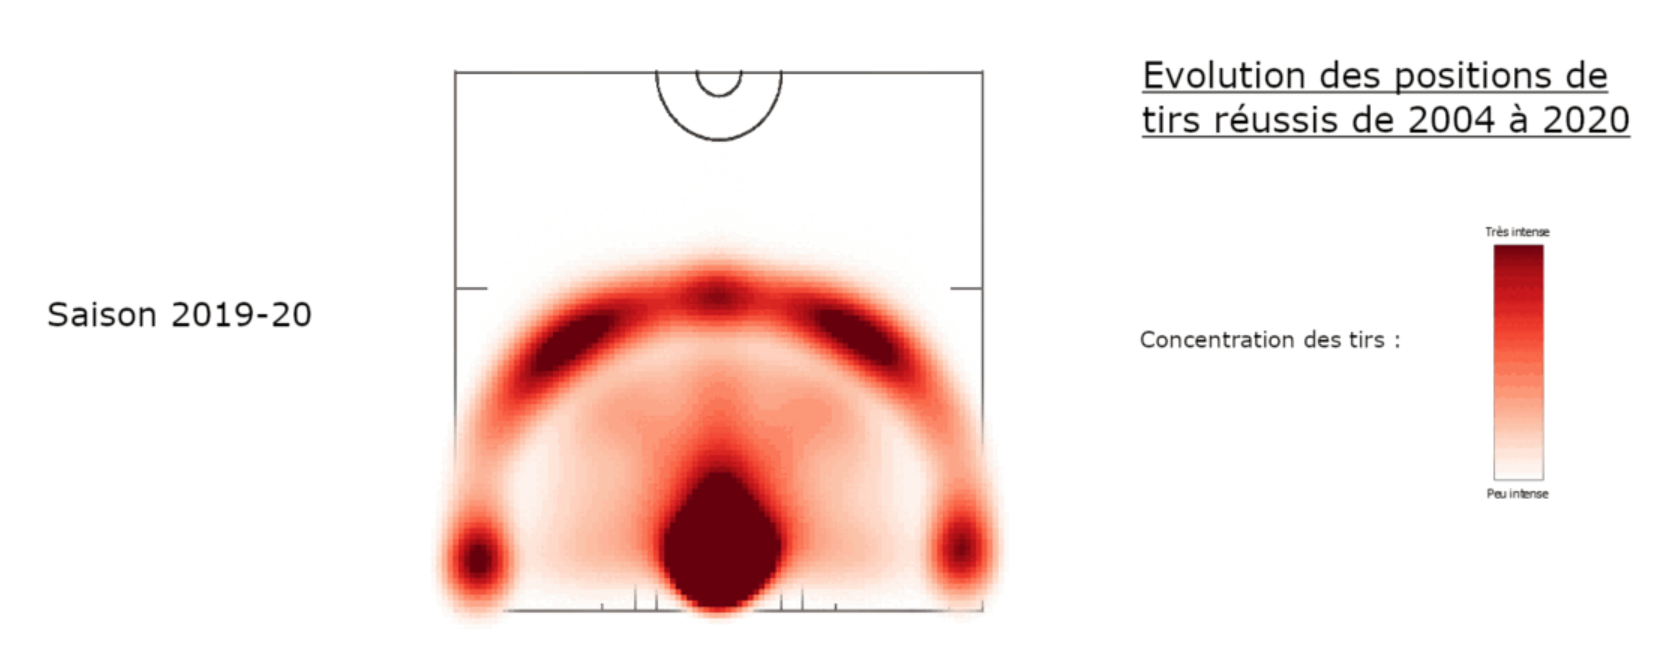 Evolution des positions de
tirs réussis de 2004 à 2020
Très intense
Saison 2019-20
Concentration des tirs :
Peu intense